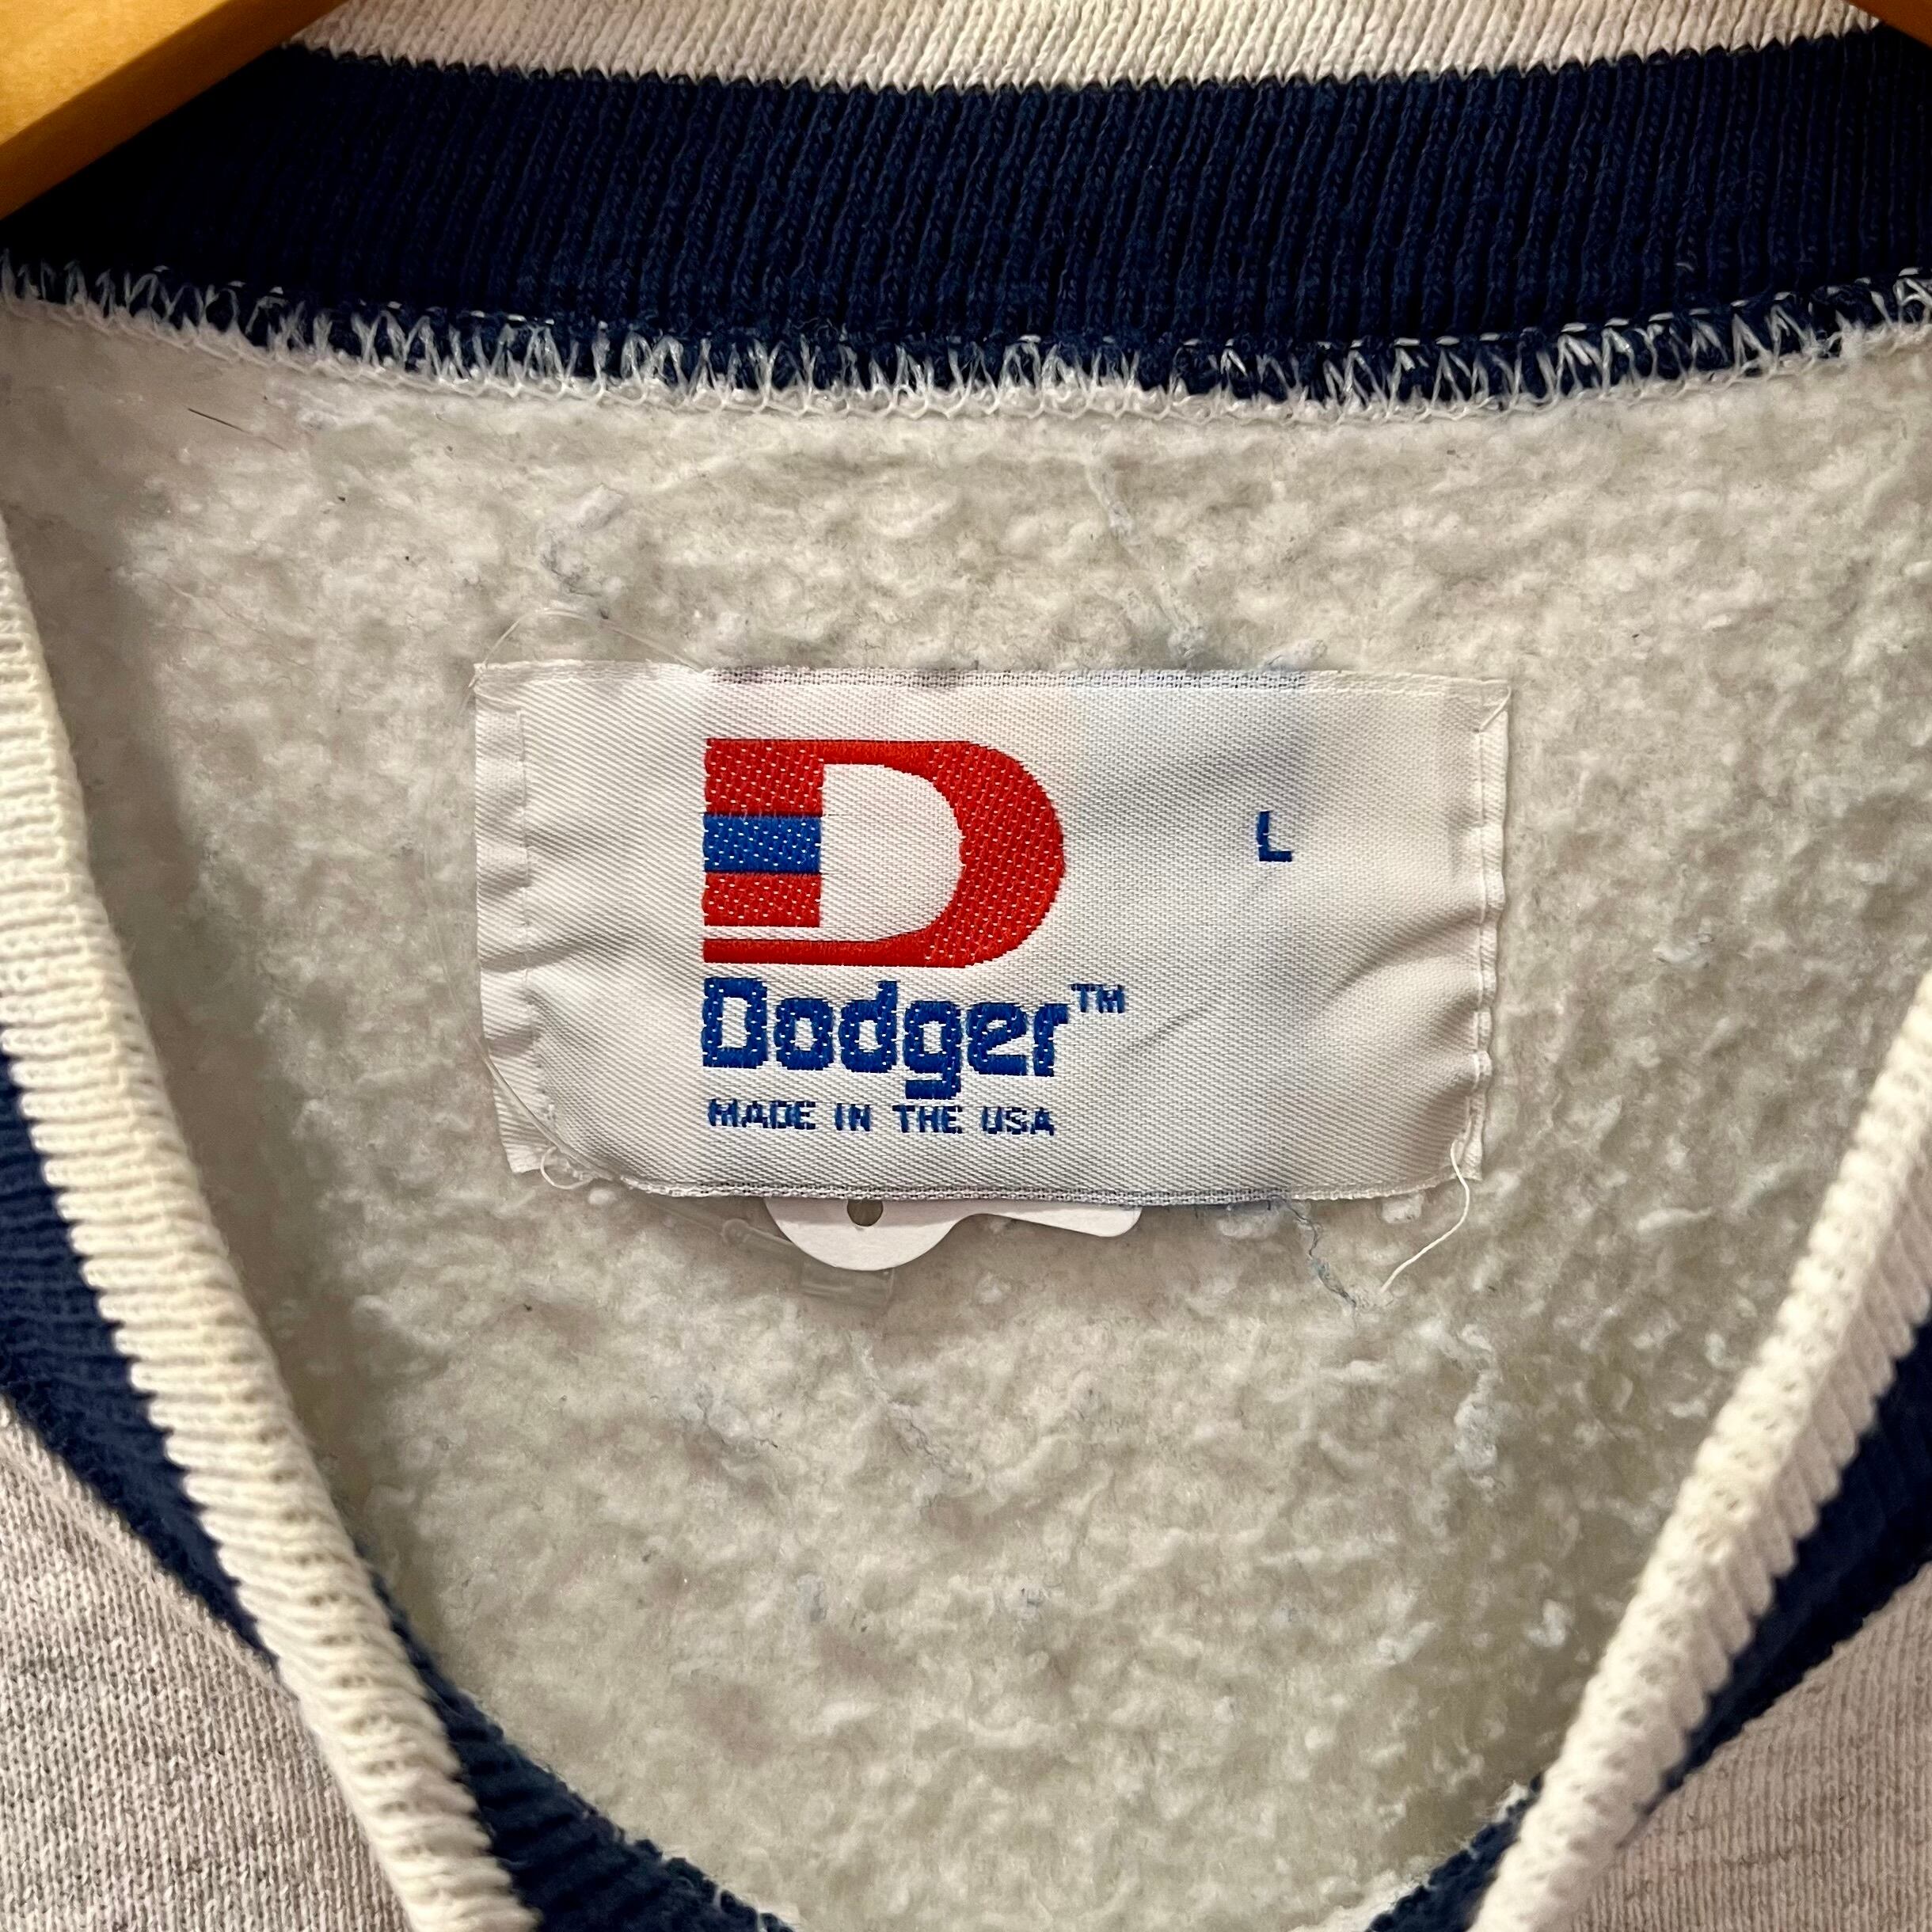 D
L
Dodger™
MADE IN THE USA